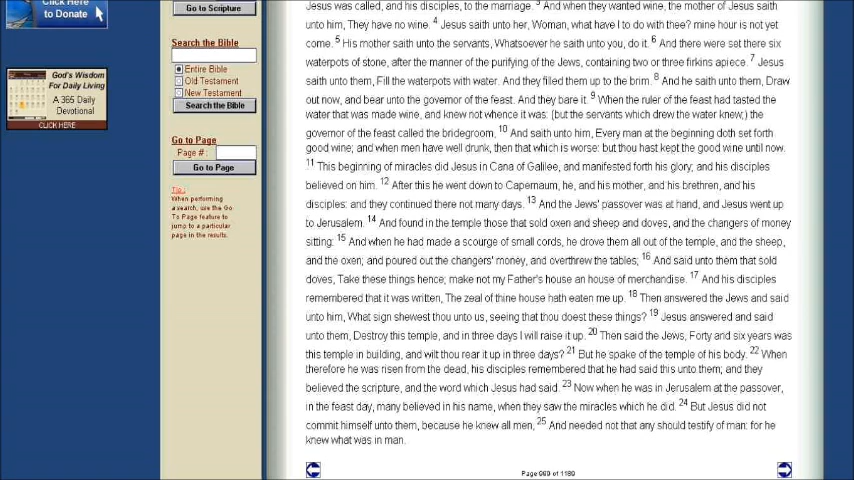 Click Here
to Donate
God's Wisdom
For Daily Living
A 365 Daily
Devotional
CLICK HERE
Go to Scripture
Search the Bible
Entire Bible
Old Testament
New Testament
Search the Bible
Go to Page
Page #:
Go to Page
Tip:
When performing
a search, use the Go
To Page feature to
jump to a particular
page in the results.
Jesus was called, and his disciples, to the marriage. 3 And when they wanted wine, the mother of Jesus saith
unto him, They have no wine. 4 Jesus saith unto her, Woman, what have I to do with thee? mine hour is not yet
come. 5 His mother saith unto the servants, Whatsoever he saith unto you, do it. 6 And there were set there six
waterpots of stone, after the manner of the purifying of the Jews, containing two or three firkins apiece. 7 Jesus
saith unto them, Fill the waterpots with water. And they filled them up to the brim. 8 And he saith unto them, Draw
out now, and bear unto the governor of the feast. And they bare it. 9 When the ruler of the feast had tasted the
water that was made wine, and knew not whence it was: (but the servants which drew the water knew;) the
governor of the feast called the bridegroom, 10 And saith unto him, Every man at the beginning doth set forth
good wine; and when men have well drunk, then that which is worse: but thou hast kept the good wine until now.
11 This beginning of miracles did Jesus in Cana of Galilee, and manifested forth his glory; and his disciples
believed on him. 12 After this he went down to Capernaum, he, and his mother, and his brethren, and his
disciples: and they continued there not many days. 13 And the Jews' passover was at hand, and Jesus went up
to Jerusalem. 14 And found in the temple those that sold oxen and sheep and doves, and the changers of money
sitting: 15 And when he had made a scourge of small cords, he drove them all out of the temple, and the sheep,
and the oxen; and poured out the changers' money, and overthrew the tables; 16 And said unto them that sold
doves, Take these things hence; make not my Father's house an house of merchandise. 17 And his disciples
remembered that it was written, The zeal of thine house hath eaten me up. 18 Then answered the Jews and said
unto him, What sign shewest thou unto us, seeing that thou doest these things? 19 Jesus answered and said
unto them, Destroy this temple, and in three days I will raise it up. 20 Then said the Jews, Forty and six years was
this temple in building, and wilt thou rear it up in three days? 21 But he spake of the temple of his body. 22 When
therefore he was risen from the dead, his disciples remembered that he had said this unto them; and they
believed the scripture, and the word which Jesus had said. 23 Now when he was in Jerusalem at the passover,
in the feast day, many believed in his name, when they saw the miracles which he did. 24 But Jesus did not
commit himself unto them, because he knew all men, 25 And needed not that any should testify of man: for he
knew what was in man.
Page 969 of 1189